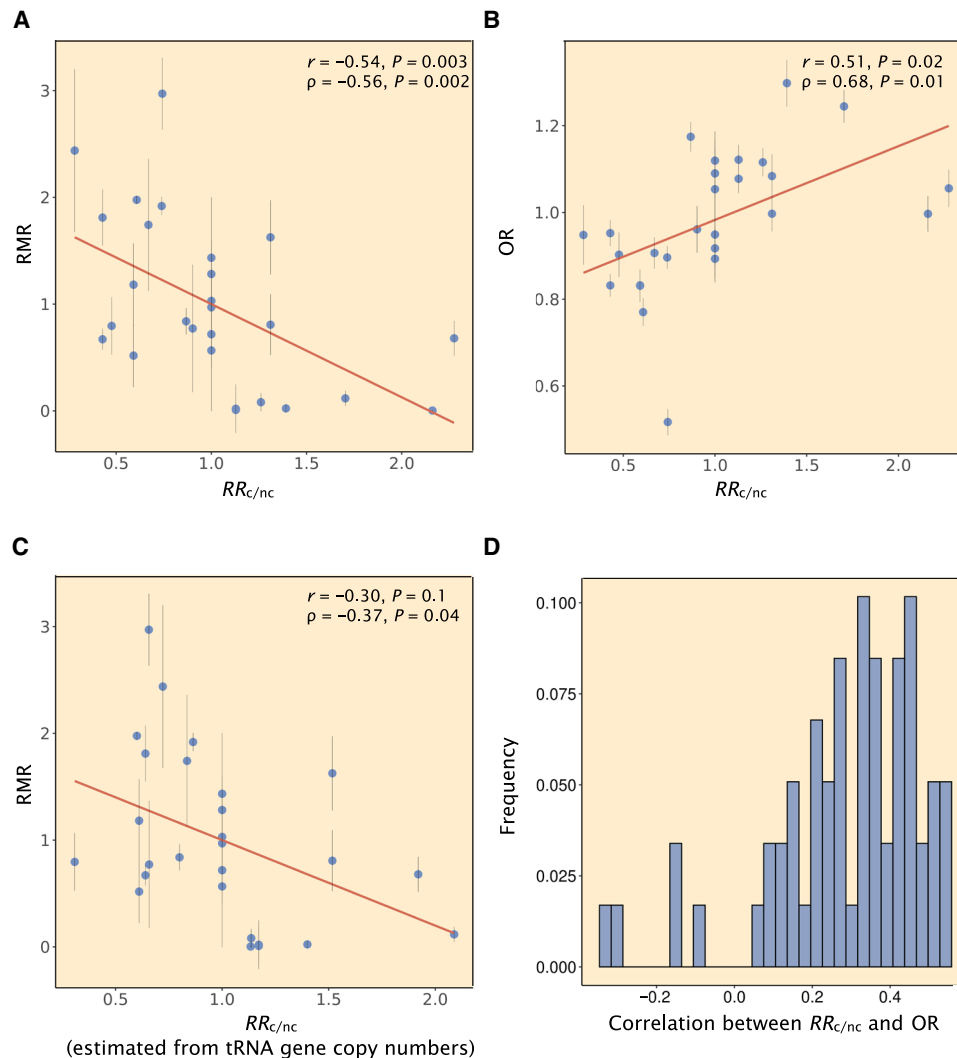 A
r = −0.54, P = 0.003
ρ = −0.56, P = 0.002
3
2
1
0
RMR
0.5 1.0 1.5 2.0
RRc/nc
B
r = 0.51, P = 0.02
ρ = 0.68, P = 0.01
1.2
1.0
0.8
0.6
OR
0.5 1.0 1.5 2.0
RRc/nc
C
r = −0.30, P = 0.1
ρ = −0.37, P = 0.04
3
2
1
0
RMR
0.5 1.0 1.5 2.0
RRc/nc
(estimated from tRNA gene copy numbers)
D
0.100
0.075
0.050
0.025
0.000
Frequency
−0.2 0.0 0.2 0.4
Correlation between RRc/nc and OR